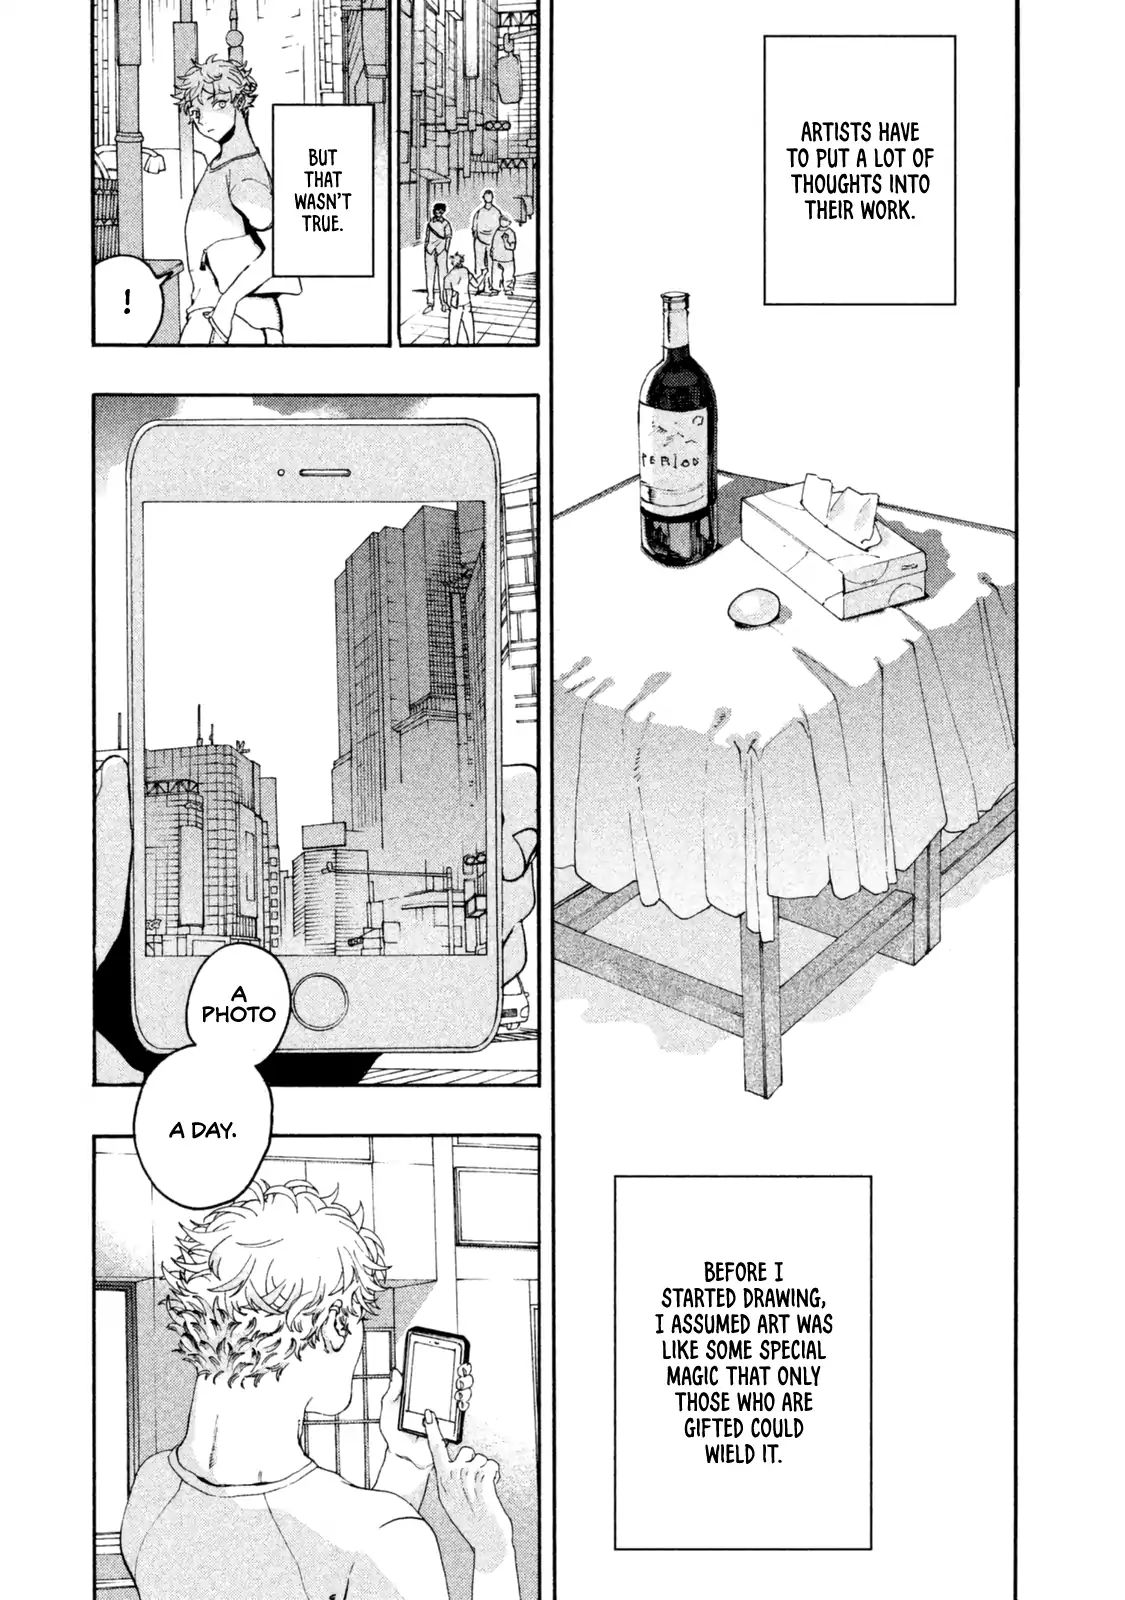 ARTISTS HAVE
TO PUT A LOT OF
THOUGHTS INTO
THEIR WORK.
PERIOD
BEFORE I
STARTED DRAWING,
I ASSUMED ART WAS
LIKE SOME SPECIAL
MAGIC THAT ONLY
THOSE WHO ARE
GIFTED COULD
WIELD IT.
BUT
THAT
WASN'T
TRUE.
!
A
PHOTO
A DAY.